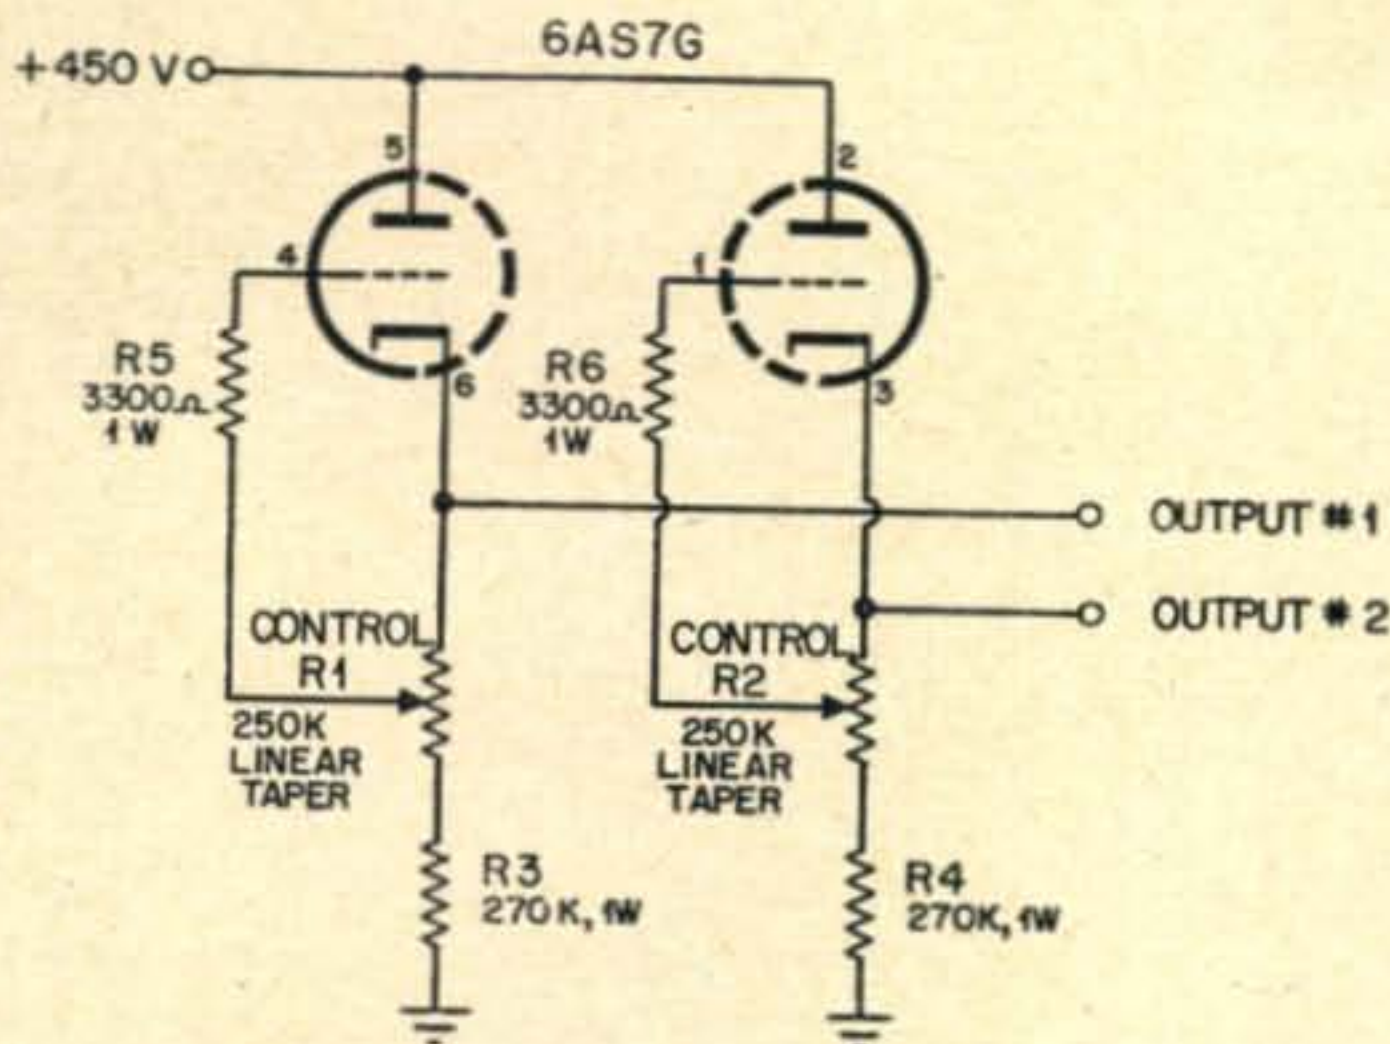 6AS7G
+450 V
5
2
4
1
R5
3300Ω
1W
6
R6
3300Ω
1W
3
OUTPUT #1
OUTPUT #2
CONTROL
R1
250K
LINEAR
TAPER
CONTROL
R2
250K
LINEAR
TAPER
R3
270K, 1W
R4
270K, 1W